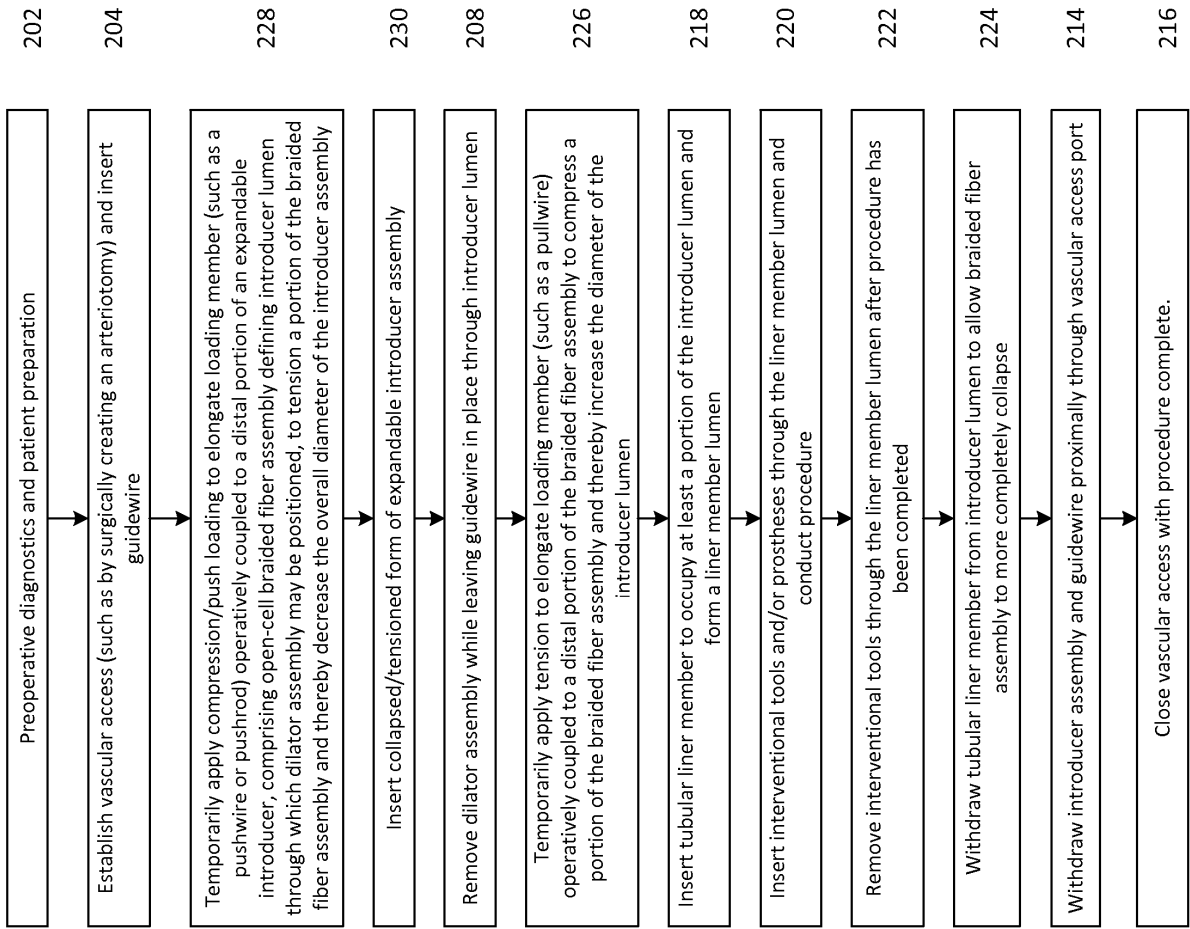 Preoperative diagnostics and patient preparation
202
Establish vascular access (such as by surgically creating an arteriotomy) and insert
guidewire
204
Temporarily apply compression/push loading to elongate loading member (such as a
pushwire or pushrod) operatively coupled to a distal portion of an expandable
introducer, comprising open-cell braided fiber assembly defining introducer lumen
through which dilator assembly may be positioned, to tension a portion of the braided
fiber assembly and thereby decrease the overall diameter of the introducer assembly
228
Insert collapsed/tensioned form of expandable introducer assembly
230
Remove dilator assembly while leaving guidewire in place through introducer lumen
208
Temporarily apply tension to elongate loading member (such as a pullwire)
operatively coupled to a distal portion of the braided fiber assembly to compress a
portion of the braided fiber assembly and thereby increase the diameter of the
introducer lumen
226
Insert tubular liner member to occupy at least a portion of the introducer lumen and
form a liner member lumen
218
Insert interventional tools and/or prostheses through the liner member lumen and
conduct procedure
220
Remove interventional tools through the liner member lumen after procedure has
been completed
222
Withdraw tubular liner member from introducer lumen to allow braided fiber
assembly to more completely collapse
224
Withdraw introducer assembly and guidewire proximally through vascular access port
214
Close vascular access with procedure complete.
216